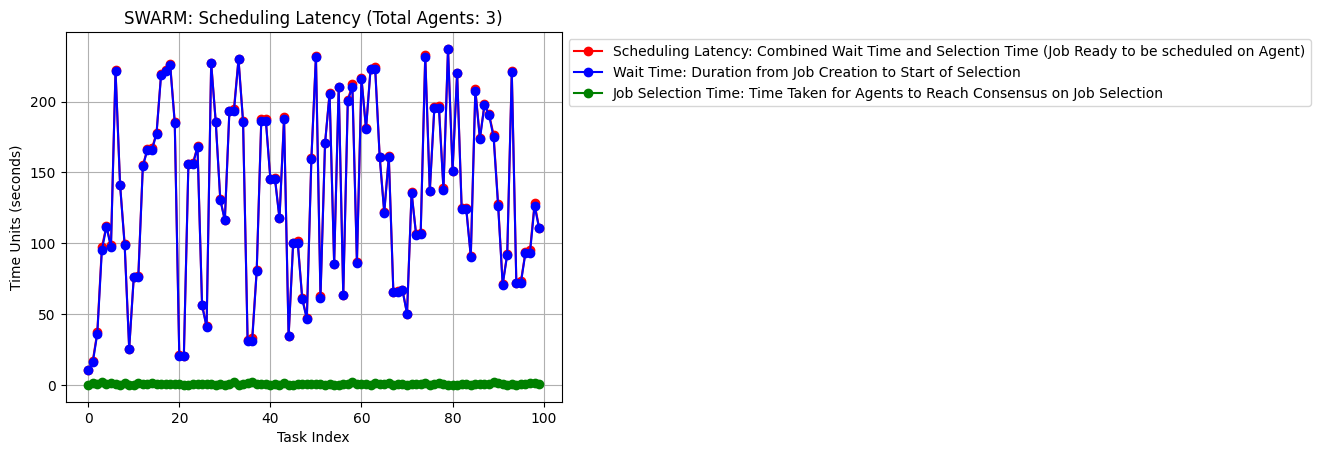 SWARM: Scheduling Latency (Total Agents: 3)
Scheduling Latency: Combined Wait Time and Selection Time (Job Ready to be scheduled on Agent)
Wait Time: Duration from Job Creation to Start of Selection
Job Selection Time: Time Taken for Agents to Reach Consensus on Job Selection
Time Units (seconds)
200
150
100
50
0
0 20 40 60 80 100
Task Index